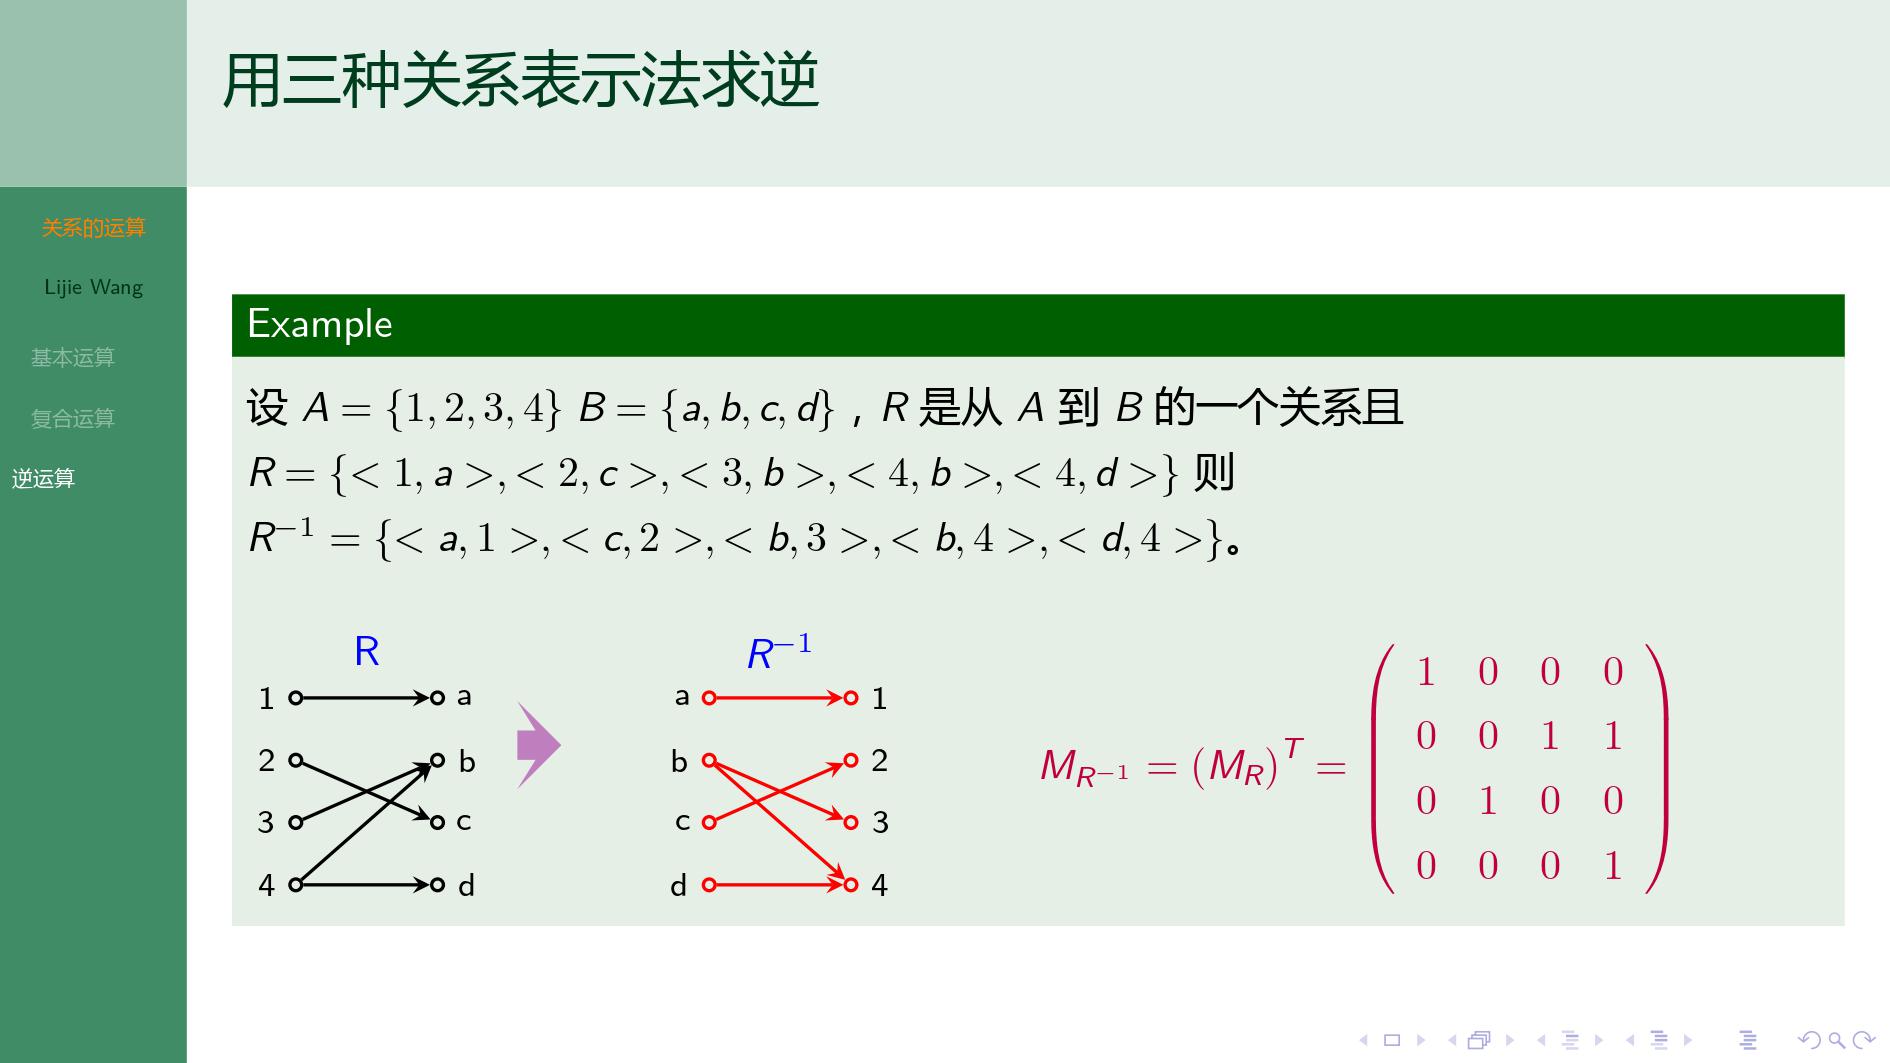 用三种关系表示法求逆
关系的运算
Lijie Wang
基本运算
复合运算
逆运算
Example
设 A = {1, 2, 3, 4} B = {a, b, c, d} , R 是从 A 到 B 的一个关系且
R = {< 1, a >, < 2, c >, < 3, b >, < 4, b >, < 4, d >} 则
R⁻¹ = {< a, 1 >, < c, 2 >, < b, 3 >, < b, 4 >, < d, 4 >}。
R
1 a
2 b
3 c
4 d
R⁻¹
a 1
b 2
c 3
d 4
M_{R⁻¹} = (M_R)^T =
1 0 0 0
0 0 1 1
0 1 0 0
0 0 0 1